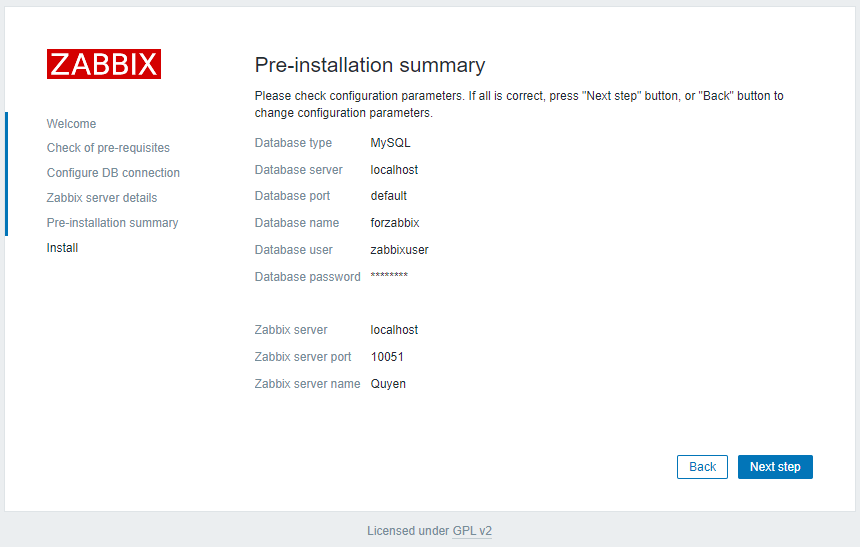 ZABBIX
Welcome
Check of pre-requisites
Configure DB connection
Zabbix server details
Pre-installation summary
Install
Pre-installation summary
Please check configuration parameters. If all is correct, press "Next step" button, or "Back" button to
change configuration parameters.
Database type MySQL
Database server localhost
Database port default
Database name forzabbix
Database user zabbixuser
Database password ********
Zabbix server localhost
Zabbix server port 10051
Zabbix server name Quyen
Back Next step
Licensed under GPL v2